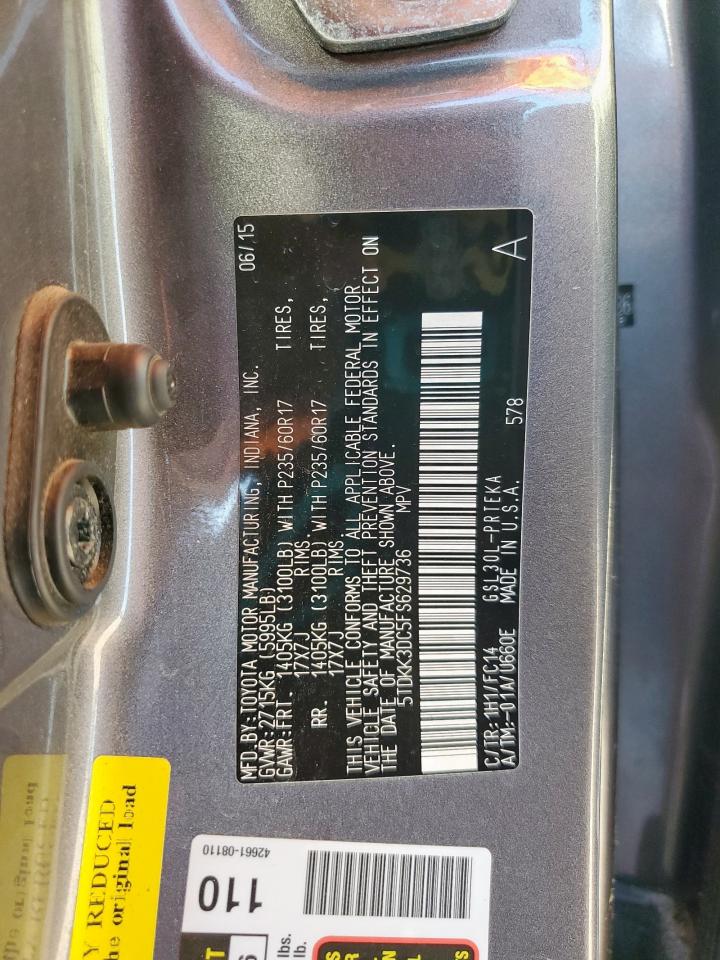 MFD.BY:TOYOTA MOTOR MANUFACTURING, INDIANA, INC. 06/15
GVWR:2715KG (5995LB)
GAWR:FRT. 1405KG (3100LB) WITH P235/60R17 TIRES,
17X7J RIMS,
RR. 1405KG (3100LB) WITH P235/60R17 TIRES,
17X7J RIMS.
THIS VEHICLE CONFORMS TO ALL APPLICABLE FEDERAL MOTOR
VEHICLE SAFETY AND THEFT PREVENTION STANDARDS IN EFFECT ON
THE DATE OF MANUFACTURE SHOWN ABOVE.
5TDKK3DC5FS629736 MPV
C/TR:1H1/FC14 GSL30L-PRTEKA
A/TM:-01A/U660E MADE IN U.S.A. 578
A
Y REDUCED
he original load
42661-08110
110
lbs.
lb.